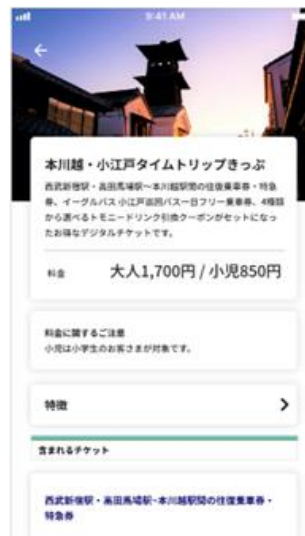 9:41 AM
本川越・小江戸タイムトリップきっぷ
西武新宿駅・高田馬場駅〜本川越駅間の往復乗車券・特急
券、イーグルバス 小江戸巡回バス一日フリー乗車券、4種類
から選べるトモニードリンク引換クーポンがセットになっ
たお得なデジタルチケットです。
料金 大人1,700円 / 小児850円
料金に関するご注意
小児は小学生のお客さまが対象です。
特徴
含まれるチケット
西武新宿駅・高田馬場駅~本川越駅間の往復乗車券・
特急券